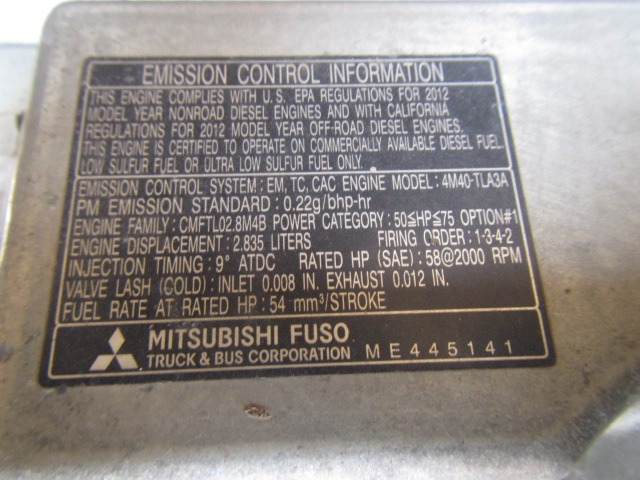 EMISSION CONTROL INFORMATION
THIS ENGINE COMPLIES WITH U.S. EPA REGULATIONS FOR 2012
MODEL YEAR NONROAD DIESEL ENGINES AND WITH CALIFORNIA
REGULATIONS FOR 2012 MODEL YEAR OFF-ROAD DIESEL ENGINES.
THIS ENGINE IS CERTIFIED TO OPERATE ON COMMERCIALLY AVAILABLE DIESEL FUEL.
LOW SULFUR FUEL OR ULTRA LOW SULFUR FUEL ONLY.
EMISSION CONTROL SYSTEM : EM, TC, CAC ENGINE MODEL : 4M40-TLA3A
PM EMISSION STANDARD : 0.22g/bhp-hr
ENGINE FAMILY : CMFTL02.8M4B POWER CATEGORY : 50≦HP≦75 OPTION#1
ENGINE DISPLACEMENT : 2.835 LITERS FIRING ORDER : 1-3-4-2
INJECTION TIMING : 9° ATDC RATED HP (SAE) : 58@2000 RPM
VALVE LASH (COLD) : INLET 0.008 IN. EXHAUST 0.012 IN.
FUEL RATE AT RATED HP : 54 mm³/STROKE
MITSUBISHI FUSO
TRUCK & BUS CORPORATION ME445141